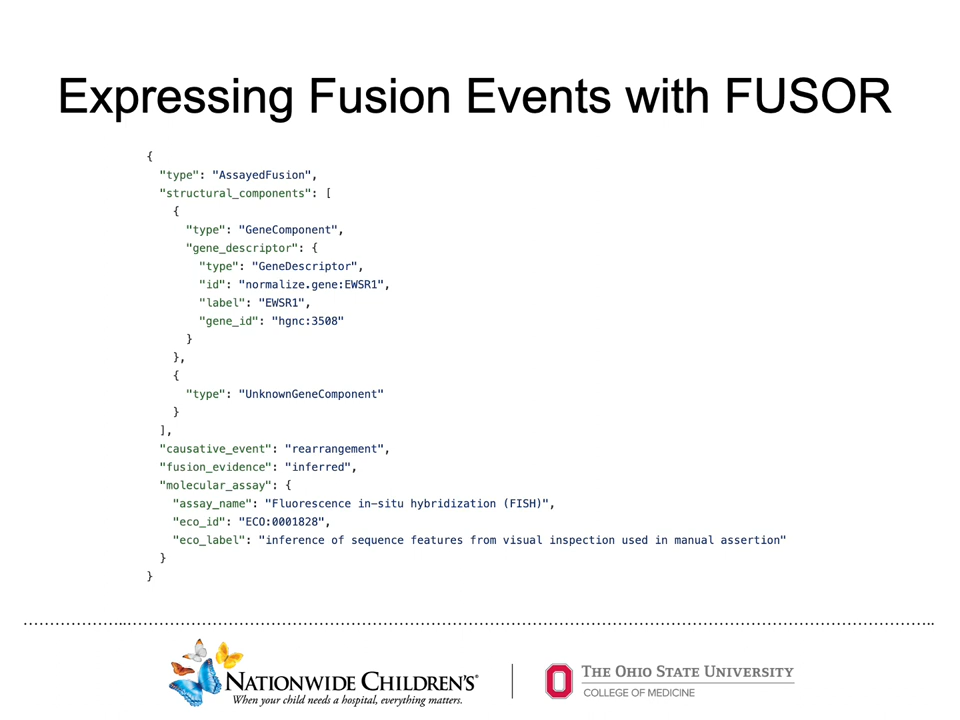 Expressing Fusion Events with FUSOR
{
"type": "AssayedFusion",
"structural_components": [
{
"type": "GeneComponent",
"gene_descriptor": {
"type": "GeneDescriptor",
"id": "normalize.gene:EWSR1",
"label": "EWSR1",
"gene_id": "hgnc:3508"
}
},
{
"type": "UnknownGeneComponent"
}
],
"causative_event": "rearrangement",
"fusion_evidence": "inferred",
"molecular_assay": {
"assay_name": "Fluorescence in-situ hybridization (FISH)",
"eco_id": "ECO:0001828",
"eco_label": "inference of sequence features from visual inspection used in manual assertion"
}
}
NATIONWIDE CHILDREN'S®
When your child needs a hospital, everything matters.
THE OHIO STATE UNIVERSITY
COLLEGE OF MEDICINE